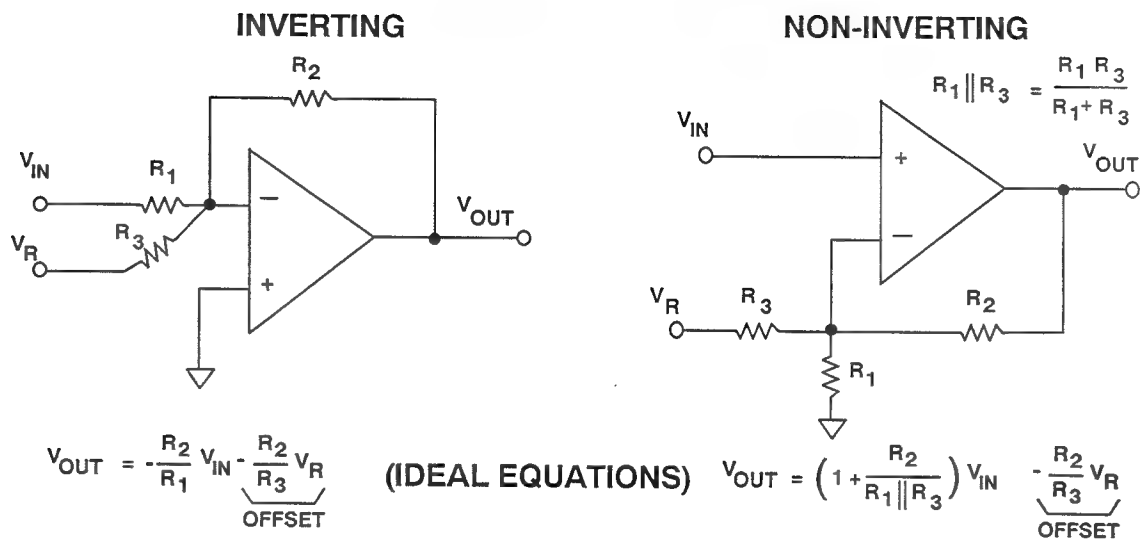 INVERTING
R2
VIN
R1
VR
R3
−
+
VOUT
VOUT = -R2/R1 VIN - R2/R3 VR
OFFSET
(IDEAL EQUATIONS)
NON-INVERTING
R1||R3 = R1 R3/R1+ R3
VIN
+
−
VOUT
VR
R3
R2
R1
VOUT = (1 + R2/R1||R3) VIN - R2/R3 VR
OFFSET